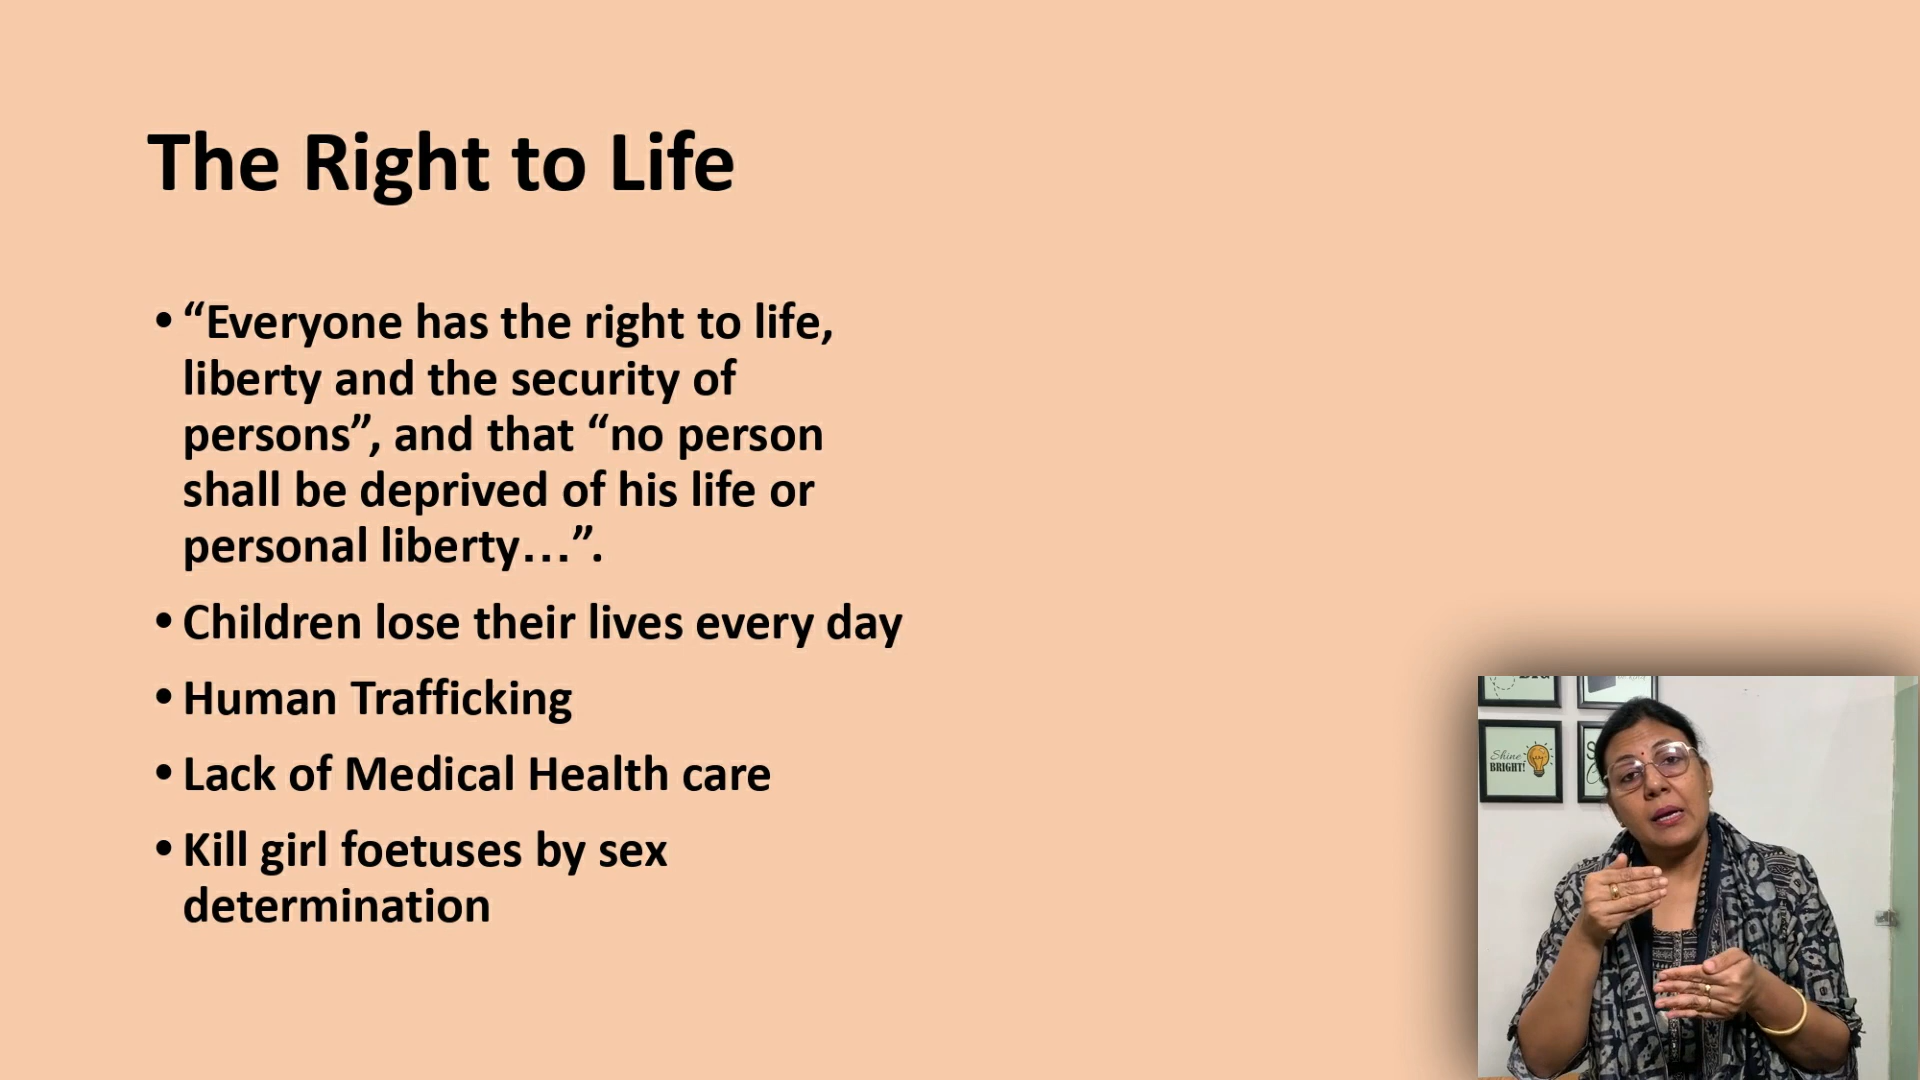 The Right to Life
• “Everyone has the right to life,
liberty and the security of
persons”, and that “no person
shall be deprived of his life or
personal liberty…”.
• Children lose their lives every day
• Human Trafficking
• Lack of Medical Health care
• Kill girl foetuses by sex
determination
Shine
BRIGHT!